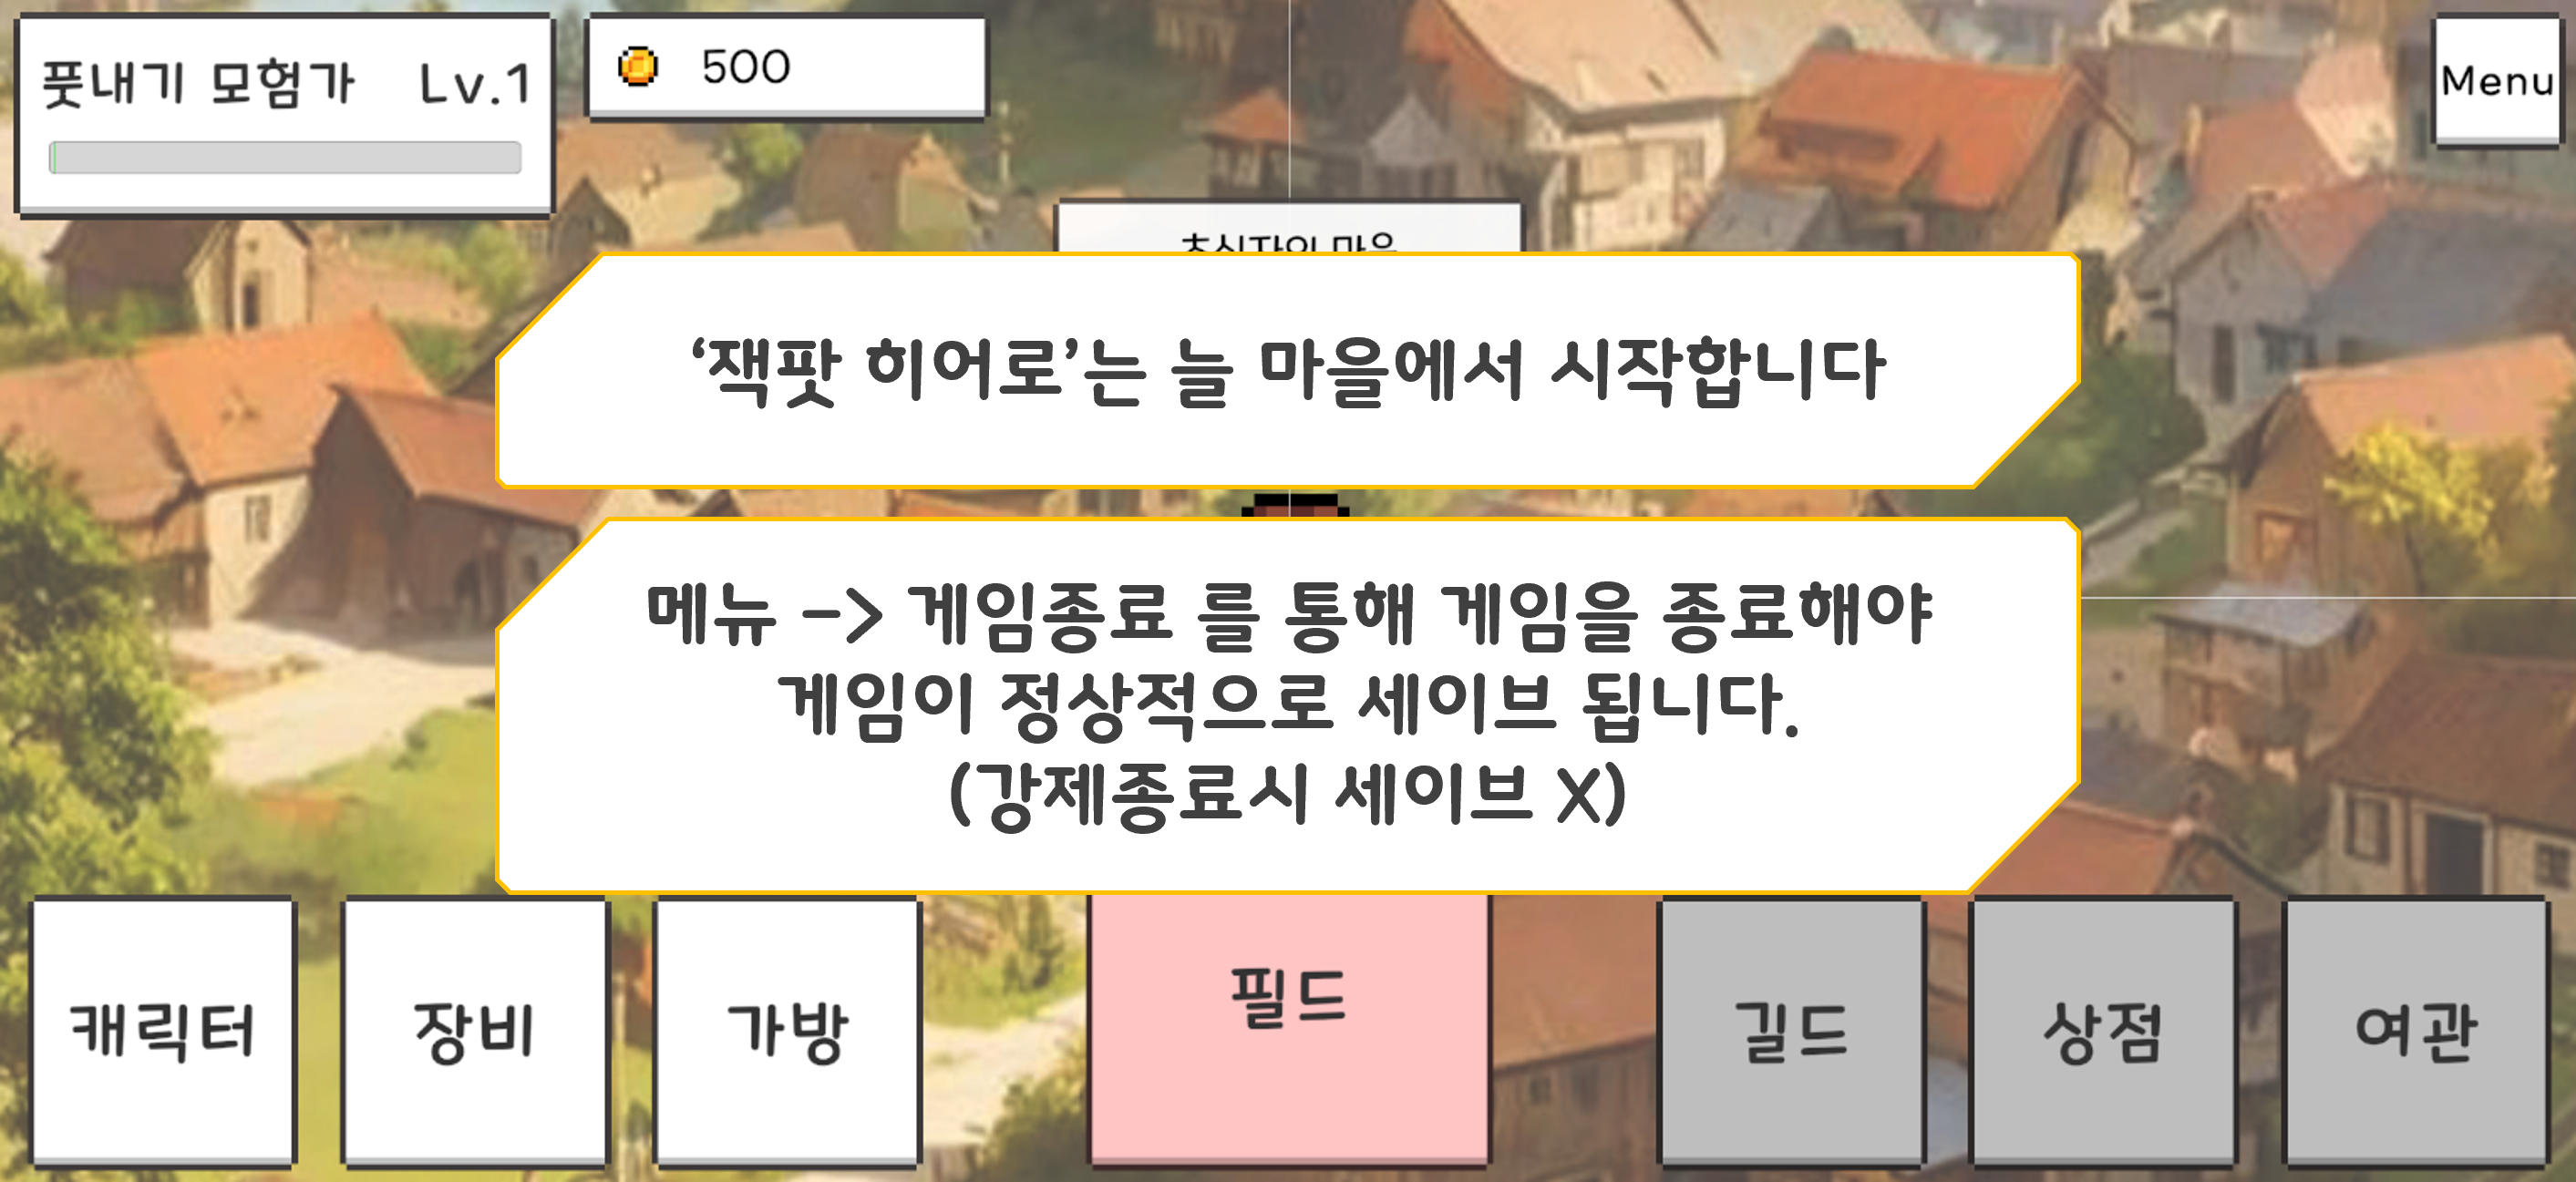 풋내기 모험가 Lv.1
500
Menu
‘잭팟 히어로’는 늘 마을에서 시작합니다
메뉴 -> 게임종료 를 통해 게임을 종료해야
게임이 정상적으로 세이브 됩니다.
(강제종료시 세이브 X)
캐릭터
장비
가방
필드
길드
상점
여관